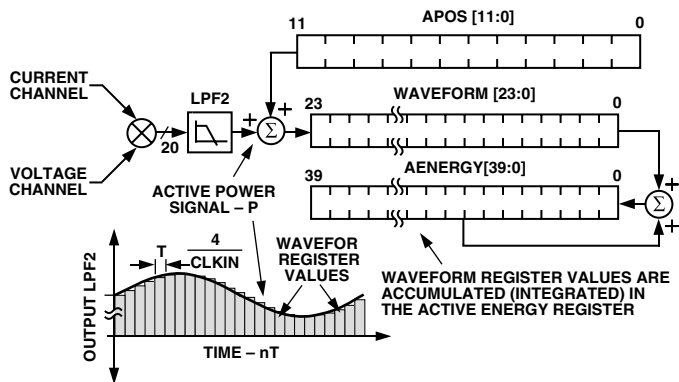 APOS [11:0]
11
0
CURRENT
CHANNEL
LPF2
WAVEFORM [23:0]
23
0
+
+
+
Σ
20
VOLTAGE
CHANNEL
AENERGY[39:0]
39
0
+
+
Σ
ACTIVE POWER
SIGNAL – P
T
4
CLKIN
WAVEFOR
REGISTER
VALUES
WAVEFORM REGISTER VALUES ARE
ACCUMULATED (INTEGRATED) IN
THE ACTIVE ENERGY REGISTER
OUTPUT LPF2
TIME – nT